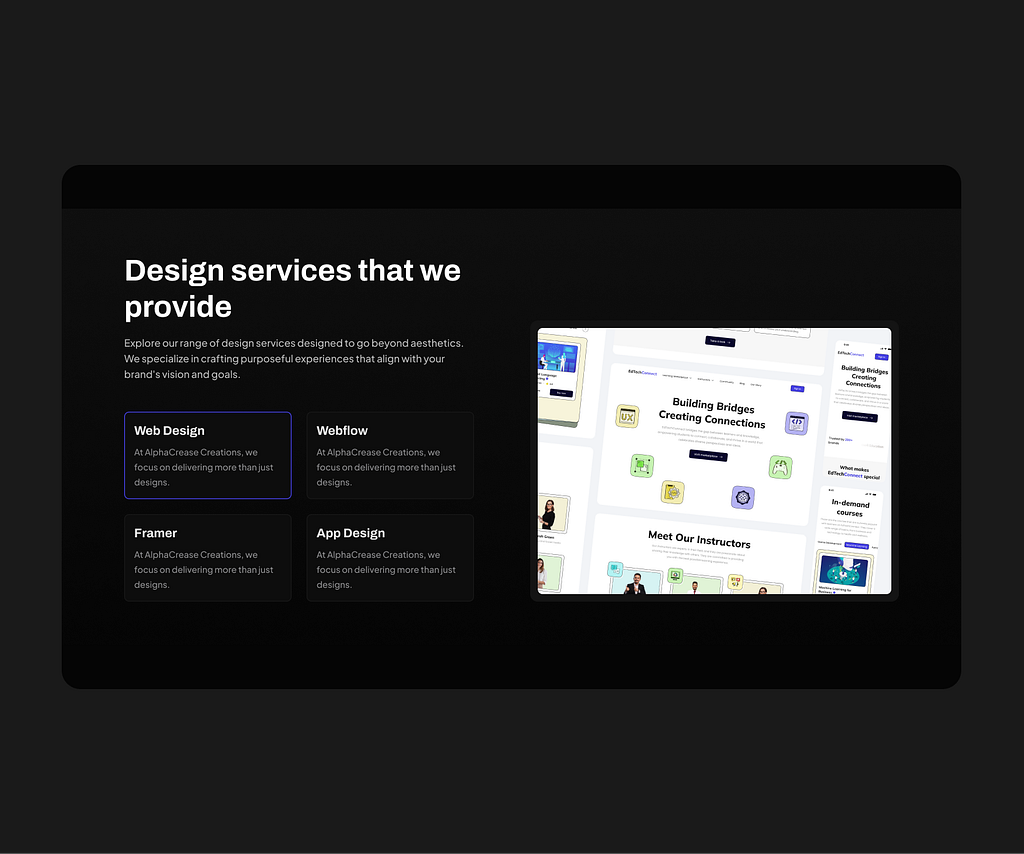 Design services that we
provide
Explore our range of design services designed to go beyond aesthetics.
We specialize in crafting purposeful experiences that align with your
brand's vision and goals.
Web Design
At AlphaCrease Creations, we
focus on delivering more than just
designs.
Webflow
At AlphaCrease Creations, we
focus on delivering more than just
designs.
Framer
At AlphaCrease Creations, we
focus on delivering more than just
designs.
App Design
At AlphaCrease Creations, we
focus on delivering more than just
designs.
EdTechConnect
Building Bridges
Creating Connections
UX
Meet Our Instructors
EdTechConnect
Building Bridges
Creating
Connections
What makes
EdTechConnect special
In-demand
courses